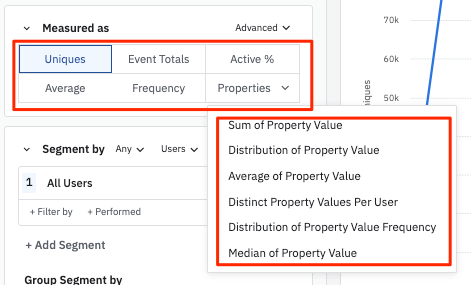 Measured as
Advanced
Uniques Event Totals Active %
Average Frequency Properties
Sum of Property Value
Distribution of Property Value
Average of Property Value
Distinct Property Values Per User
Distribution of Property Value Frequency
Median of Property Value
Segment by Any Users
1 All Users
+ Filter by + Performed
+ Add Segment
Group Segment by
70k
60k
50k